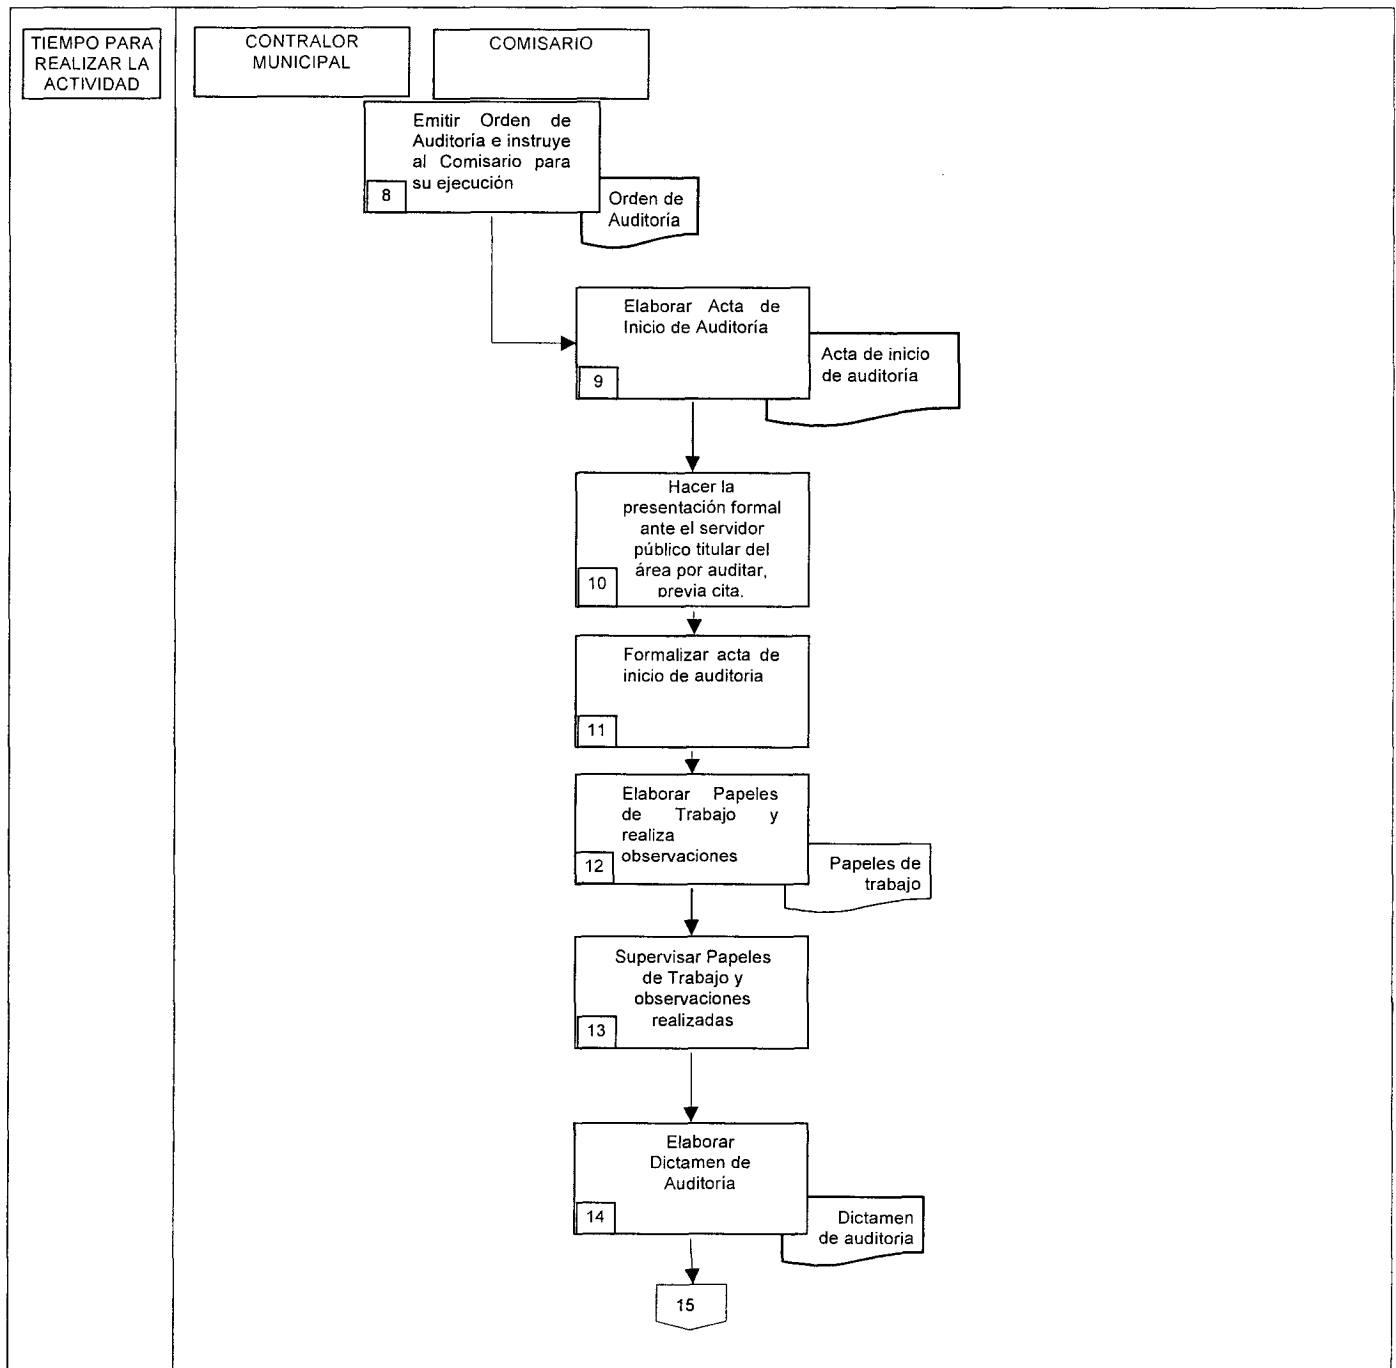 TIEMPO PARA
REALIZAR LA
ACTIVIDAD
CONTRALOR
MUNICIPAL
COMISARIO
Emitir Orden de
Auditoría e instruye
al Comisario para
su ejecución
8
Orden de
Auditoría
Elaborar Acta de
Inicio de Auditoría
9
Acta de inicio
de auditoría
Hacer la
presentación formal
ante el servidor
público titular del
área por auditar,
previa cita.
10
Formalizar acta de
inicio de auditoria
11
Elaborar Papeles
de Trabajo y
realiza
observaciones
12
Papeles de
trabajo
Supervisar Papeles
de Trabajo y
observaciones
realizadas
13
Elaborar
Dictamen de
Auditoría
14
Dictamen
de auditoria
15